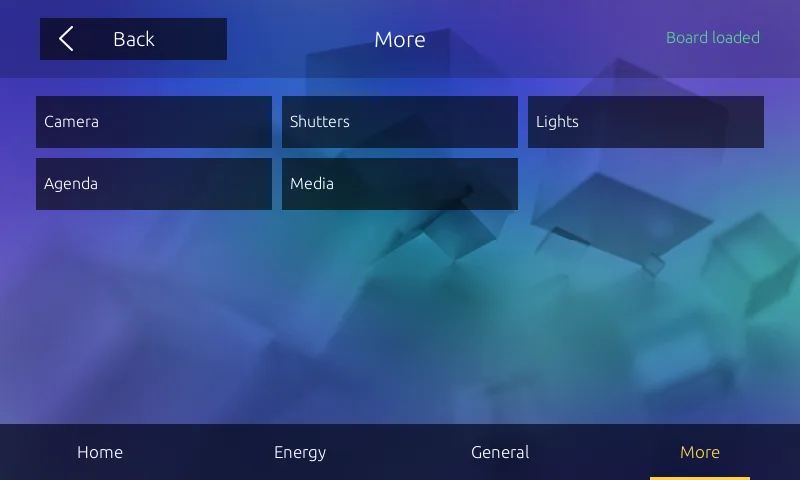 Back
More
Board loaded
Camera
Shutters
Lights
Agenda
Media
Home
Energy
General
More